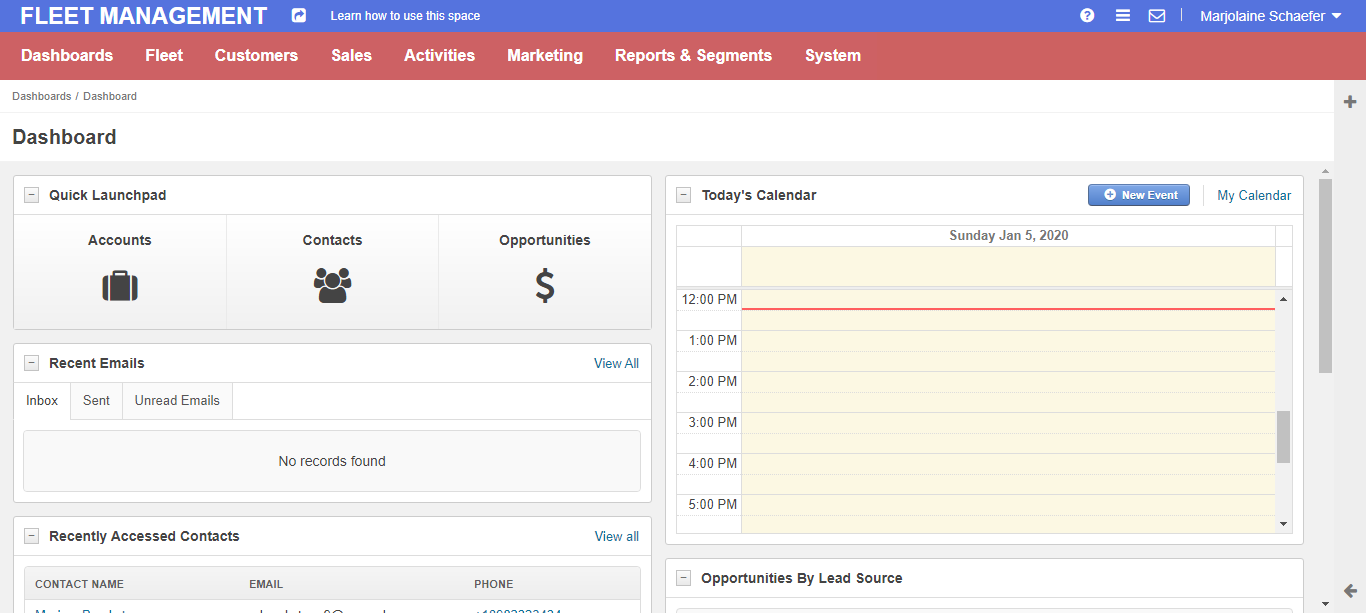 FLEET MANAGEMENT
Learn how to use this space
Marjolaine Schaefer
Dashboards Fleet Customers Sales Activities Marketing Reports & Segments System
Dashboards / Dashboard
Dashboard
Quick Launchpad
Accounts Contacts Opportunities
Recent Emails View All
Inbox Sent Unread Emails
No records found
Recently Accessed Contacts View all
CONTACT NAME EMAIL PHONE
Today's Calendar New Event My Calendar
Sunday Jan 5, 2020
12:00 PM
1:00 PM
2:00 PM
3:00 PM
4:00 PM
5:00 PM
Opportunities By Lead Source